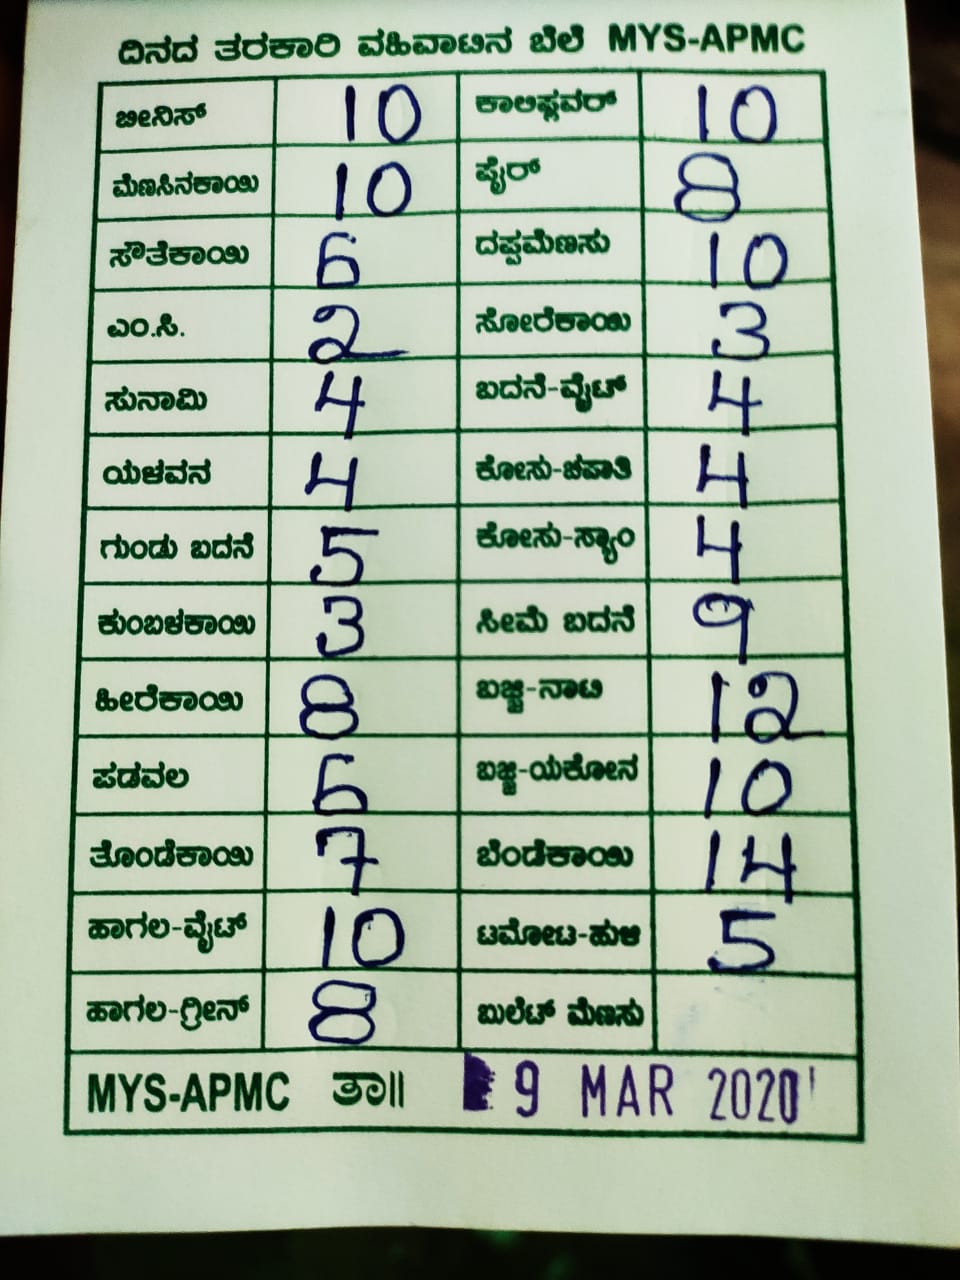 ದಿನದ ತರಕಾರಿ ವಹಿವಾಟಿನ ಬೆಲೆ MYS-APMC
ಬೀನಿಸ್ 10 ಕಾಲಿಫ್ಲವರ್ 10
ಮೆಣಸಿನಕಾಯಿ 10 ಪೈರ್ 8
ಸೌತೆಕಾಯಿ 6 ದಪ್ಪಮೆಣಸು 10
ಎಂ.ಸಿ. 2 ಸೋರೆಕಾಯಿ 3
ಸುನಾಮಿ 4 ಬದನೆ-ವೈಟ್ 4
ಯಳವನ 4 ಕೋಸು-ಚಪಾತಿ 4
ಗುಂಡು ಬದನೆ 5 ಕೋಸು-ಸ್ಯಾಂ 4
ಕುಂಬಳಕಾಯಿ 3 ಸೀಮೆ ಬದನೆ 9
ಹೀರೆಕಾಯಿ 8 ಬಜ್ಜಿ-ನಾಟಿ 12
ಪಡವಲ 6 ಬಜ್ಜಿ-ಯಕೋನ 10
ತೊಂಡೆಕಾಯಿ 7 ಬೆಂಡೆಕಾಯಿ 14
ಹಾಗಲ-ವೈಟ್ 10 ಟಮೋಟ-ಹುಳಿ 5
ಹಾಗಲ-ಗ್ರೀನ್ 8 ಬುಲೆಟ್ ಮೆಣಸು
MYS-APMC ತಾ॥ 9 MAR 2020